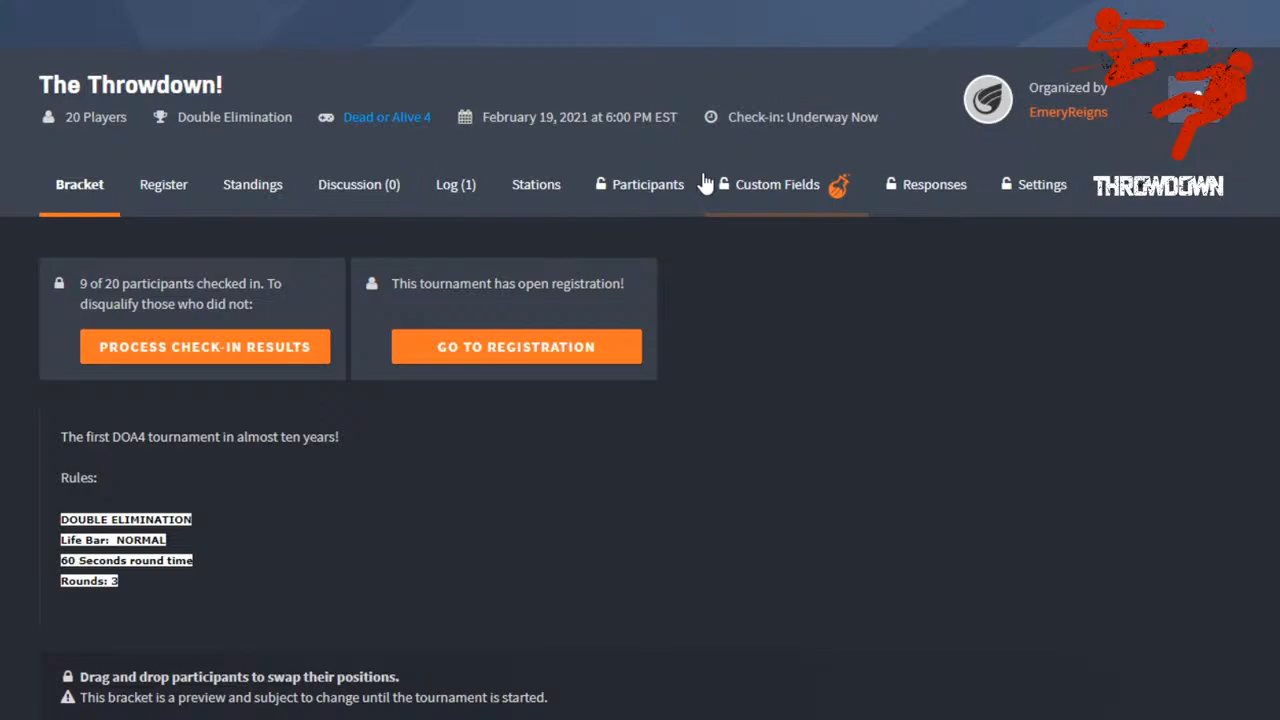 The Throwdown!
20 Players Double Elimination Dead or Alive 4 February 19, 2021 at 6:00 PM EST Check-in: Underway Now
Organized by
EmeryReigns
Bracket Register Standings Discussion (0) Log (1) Stations Participants Custom Fields Responses Settings
THROWDOWN
9 of 20 participants checked in. To
disqualify those who did not:
PROCESS CHECK-IN RESULTS
This tournament has open registration!
GO TO REGISTRATION
The first DOA4 tournament in almost ten years!
Rules:
DOUBLE ELIMINATION
Life Bar: NORMAL
60 Seconds round time
Rounds: 3
Drag and drop participants to swap their positions.
This bracket is a preview and subject to change until the tournament is started.